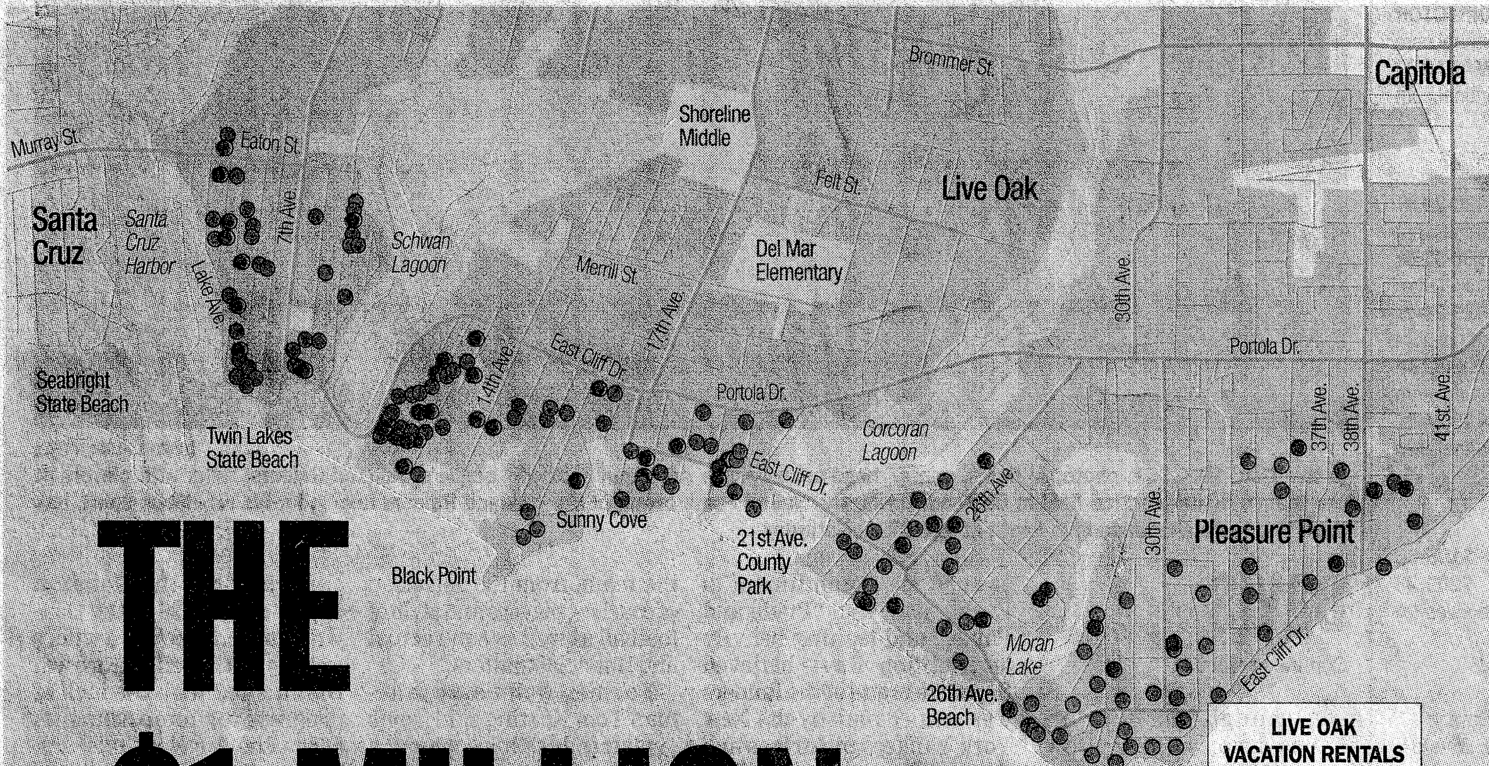 Brommer St.
Capitola
Shoreline
Middle
Murray St.
Eaton St.
Felt St.
Live Oak
Santa
Cruz
Santa
Cruz
Harbor
7th Ave.
Schwan
Lagoon
Del Mar
Elementary
Merrill St.
Lake Ave.
17th Ave.
30th Ave.
East Cliff Dr.
Portola Dr.
Seabright
State Beach
14th Ave.
Portola Dr.
37th Ave.
38th Ave.
41st Ave.
Twin Lakes
State Beach
Corcoran
Lagoon
East Cliff Dr.
26th Ave
Sunny Cove
30th Ave.
Pleasure Point
21st Ave.
County
Park
Black Point
THE
Moran
Lake
East Cliff Dr.
26th Ave.
Beach
LIVE OAK
VACATION RENTALS
$1 MILLION